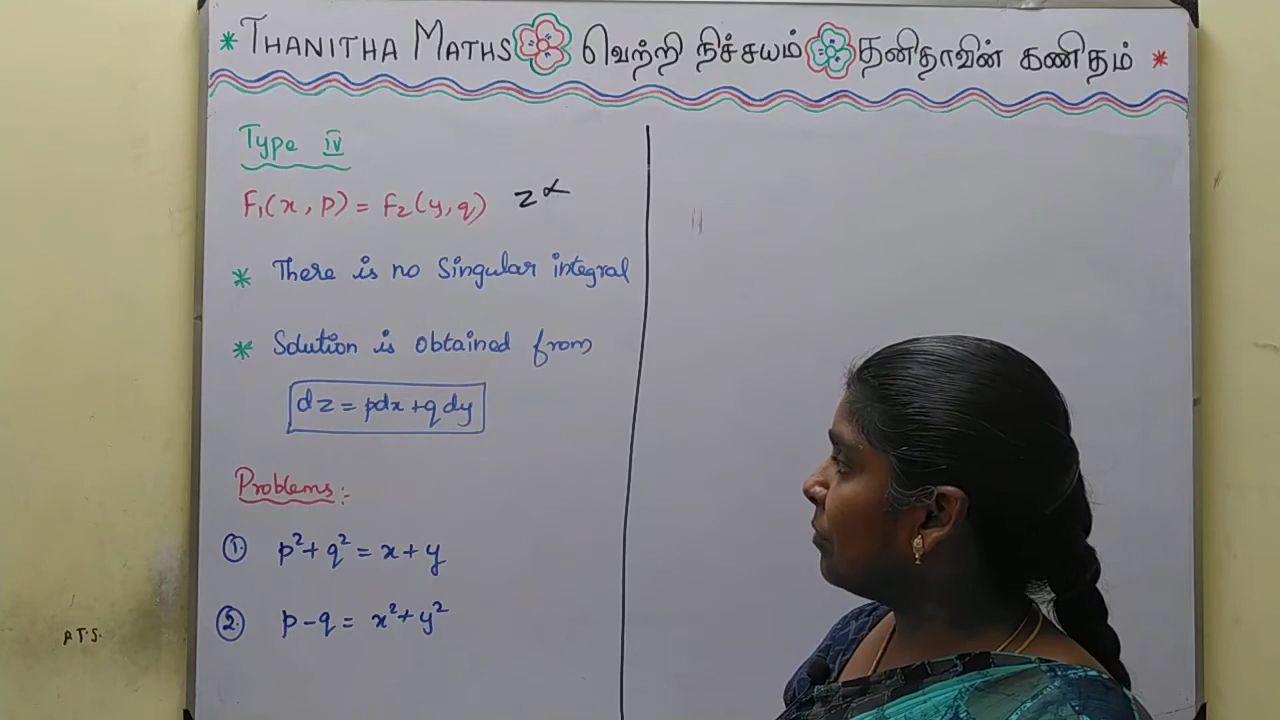 * THANITHA MATHS வெற்றி நிச்சயம் தனிதாவின் கணிதம் *
Type IV
F₁(x, p) = F₂(y, q) z^α
* There is no Singular integral
* Solution is obtained from
dz = pdx + q dy
Problems:-
① p² + q² = x + y
② p - q = x² + y²
A.T.S.